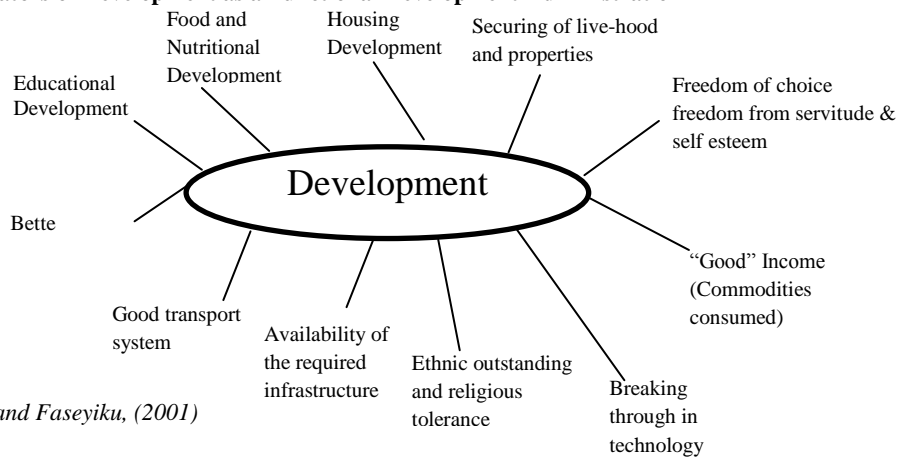 Food and
Nutritional
Development
Housing
Development
Securing of live-hood
and properties
Educational
Development
Freedom of choice
freedom from servitude &
self esteem
Development
Bette
"Good" Income
(Commodities
consumed)
Good transport
system
Availability of
the required
infrastructure
Ethnic outstanding
and religious
tolerance
Breaking
through in
technology
and Faseyiku, (2001)